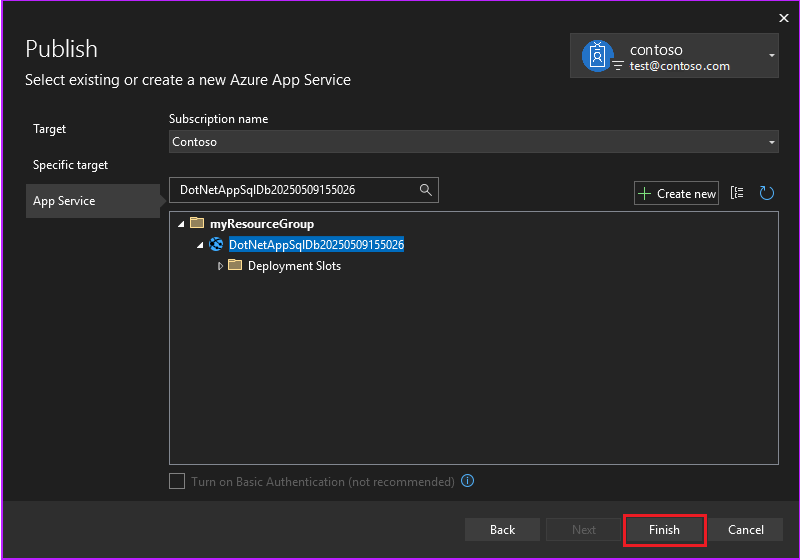 Publish
Select existing or create a new Azure App Service
contoso
test@contoso.com
Target
Specific target
App Service
Subscription name
Contoso
DotNetAppSqlDb20250509155026
Create new
myResourceGroup
DotNetAppSqlDb20250509155026
Deployment Slots
Turn on Basic Authentication (not recommended)
Back
Next
Finish
Cancel